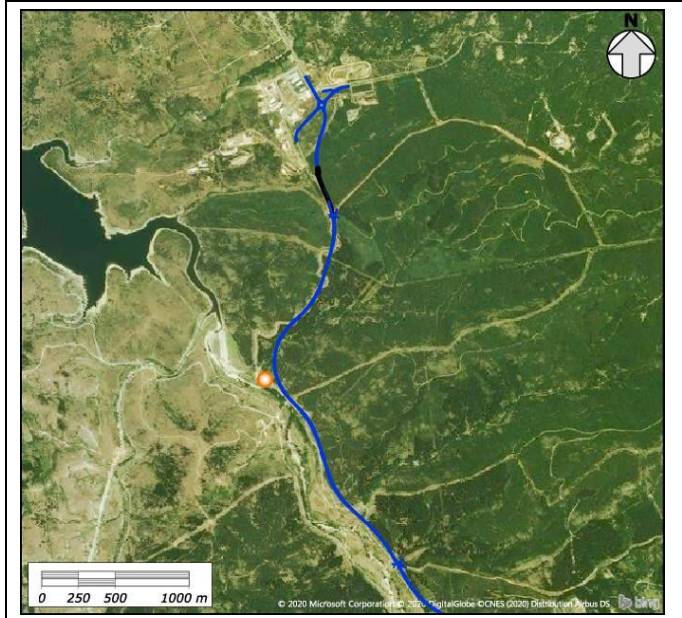 N
0 250 500 1000 m
© 2020 Microsoft Corporation © 2020 DigitalGlobe ©CNES (2020) Distribution Airbus DS
bing